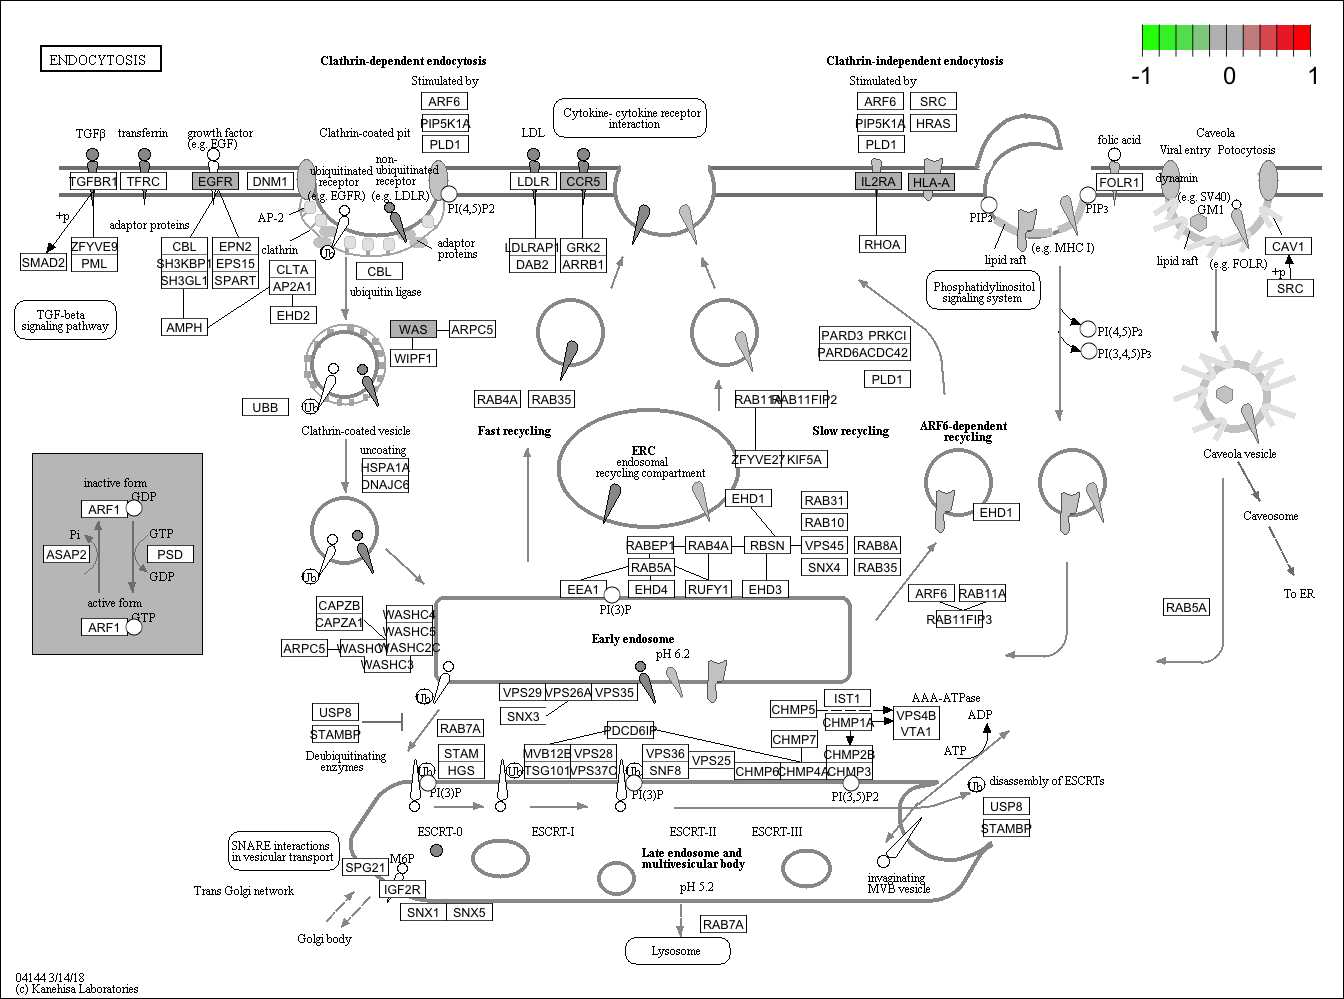 ENDOCYTOSIS
Clathrin-dependent endocytosis
Stimulated by
ARF6
PIP5K1A
PLD1
Clathrin-independent endocytosis
Stimulated by
ARF6 SRC
PIP5K1A HRAS
PLD1
-1 0 1
Cytokine- cytokine receptor
interaction
TGFβ transferrin growth factor
(e.g. EGF)
Clathrin-coated pit
LDL
folic acid
Caveola
Viral entry Potocytosis
TGFBR1 TFRC EGFR DNM1
ubiquitinated
receptor
(e.g. EGFR)
non-
ubiquitinated
receptor
(e.g. LDLR)
PI(4,5)P2
LDLR CCR5
IL2RA HLA-A
FOLR1
dynamin
(e.g. SV40)
GM1
PIP2
PIP3
+p
adaptor proteins
AP-2
clathrin
Ub
adaptor
proteins
SMAD2
ZFYVE9
PML
CBL
SH3KBP1
SH3GL1
EPN2
EPS15
SPART
CLTA
AP2A1
EHD2
AMPH
CBL
ubiquitin ligase
LDLRAP1
DAB2
GRK2
ARRB1
RHOA
lipid raft
(e.g. MHC I)
lipid raft
(e.g. FOLR)
CAV1
+p
SRC
TGF-beta
signaling pathway
Phosphatidylinositol
signaling system
WAS ARPC5
WIPF1
PI(4,5)P2
PI(3,4,5)P3
PARD3 PRKCI
PARD6A CDC42
PLD1
UBB
Ub
Clathrin-coated vesicle
uncoating
HSPA1A
DNAJC6
Ub
RAB4A RAB35
Fast recycling
RAB11A RAB11FIP2
Slow recycling
ARF6-dependent
recycling
ERC
endosomal
recycling compartment
ZFYVE27 KIF5A
Caveola vesicle
Caveosome
To ER
inactive form
GDP
ARF1
Pi GTP
ASAP2 PSD
GDP
active form
GTP
ARF1
EHD1
RAB31
RAB10
EHD1
RABEP1 RAB4A RBSN VPS45 RAB8A
RAB5A SNX4 RAB35
EEA1 EHD4 RUFY1 EHD3
PI(3)P
ARF6 RAB11A
RAB11FIP3
RAB5A
CAPZB
CAPZA1
WASHC4
WASHC5
ARPC5 WASHC1 WASHC2C
WASHC3
Early endosome
pH 6.2
Ub
VPS29 VPS26A VPS35
SNX3
USP8
STAMBP
Deubiquitinating
enzymes
RAB7A
STAM
HGS
Ub
PI(3)P
PDCD6IP
MVB12B VPS28
TSG101 VPS37C
Ub
VPS36
SNF8
VPS25
Ub
PI(3)P
IST1
CHMP5
CHMP1A
CHMP7
CHMP2B
CHMP6 CHMP4A CHMP3
PI(3,5)P2
AAA-ATPase
VPS4B
VTA1
ADP
ATP
Ub
disassembly of ESCRTs
USP8
STAMBP
ESCRT-0 ESCRT-I ESCRT-II ESCRT-III
SNARE interactions
in vesicular transport
Late endosome and
multivesicular body
pH 5.2
invaginating
MVB vesicle
SPG21
M6P
IGF2R
Trans Golgi network
SNX1 SNX5
Golgi body
RAB7A
Lysosome
04144 3/14/18
(c) Kanehisa Laboratories